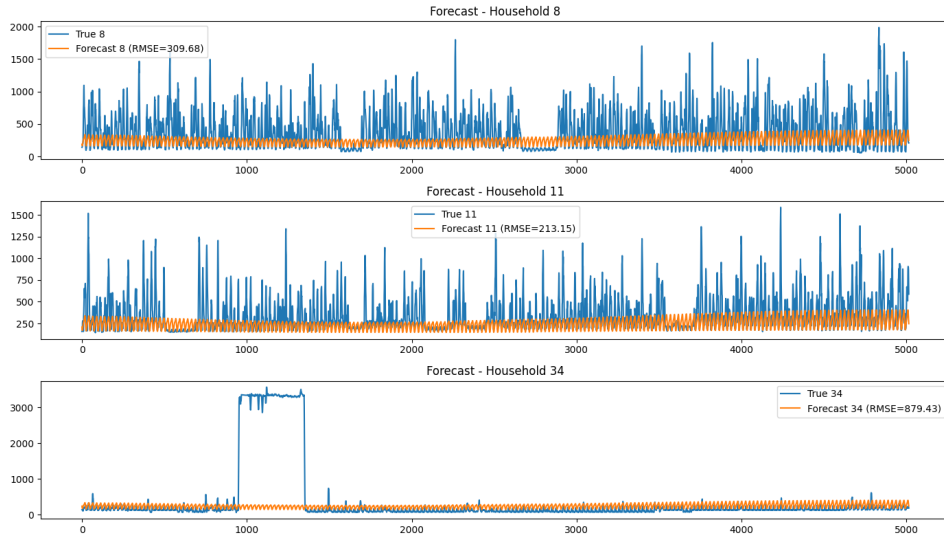 Forecast - Household 8
2000
1500
1000
500
0
True 8
Forecast 8 (RMSE=309.68)
0 1000 2000 3000 4000 5000
Forecast - Household 11
1500
1250
1000
750
500
250
True 11
Forecast 11 (RMSE=213.15)
0 1000 2000 3000 4000 5000
Forecast - Household 34
3000
2000
1000
0
True 34
Forecast 34 (RMSE=879.43)
0 1000 2000 3000 4000 5000